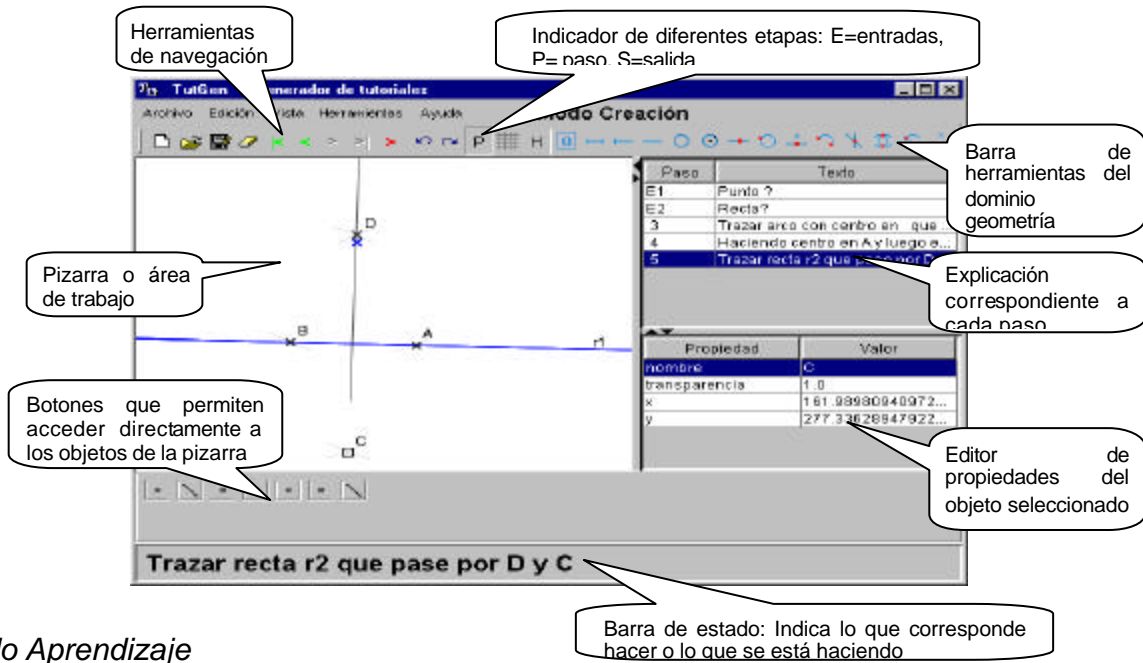 Herramientas
de navegación
Indicador de diferentes etapas: E=entradas,
P= paso, S=salida
TutGen generador de tutoriales
Archivo Edición Vista Herramientas Ayuda Modo Creación
P H
Barra de
herramientas del
dominio
geometría
Paso Texto
E1 Punto ?
E2 Recta?
3 Trazar arco con centro en que ...
4 Haciendo centro en A y luego e...
5 Trazar recta r2 que pase por D
D
Pizarra o área
de trabajo
B
A
r1
Explicación
correspondiente a
cada paso
Propiedad Valor
nombre C
transparencia 1.0
x 161.98980940972...
y 277.33628947922...
Botones que permiten
acceder directamente a
los objetos de la pizarra
C
Editor de
propiedades del
objeto seleccionado
Trazar recta r2 que pase por D y C
Barra de estado: Indica lo que corresponde
hacer o lo que se está haciendo
lo Aprendizaje